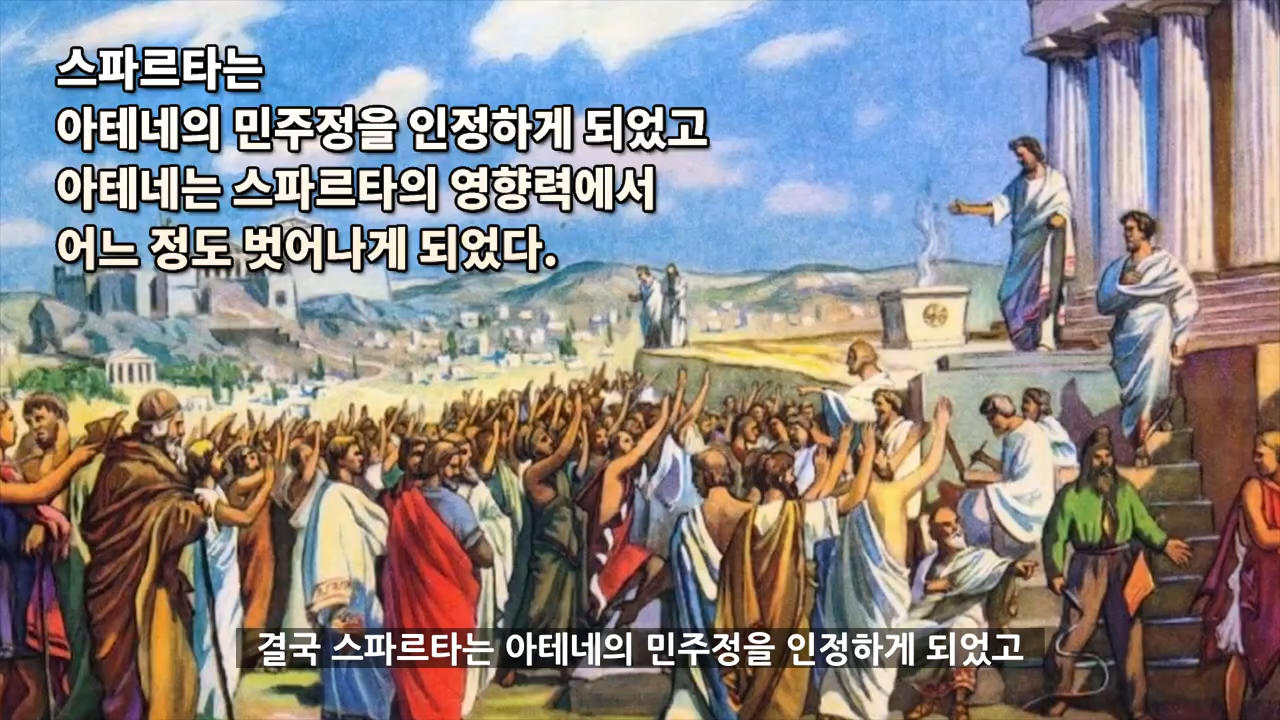 스파르타는
아테네의 민주정을 인정하게 되었고
아테네는 스파르타의 영향력에서
어느 정도 벗어나게 되었다.
결국 스파르타는 아테네의 민주정을 인정하게 되었고